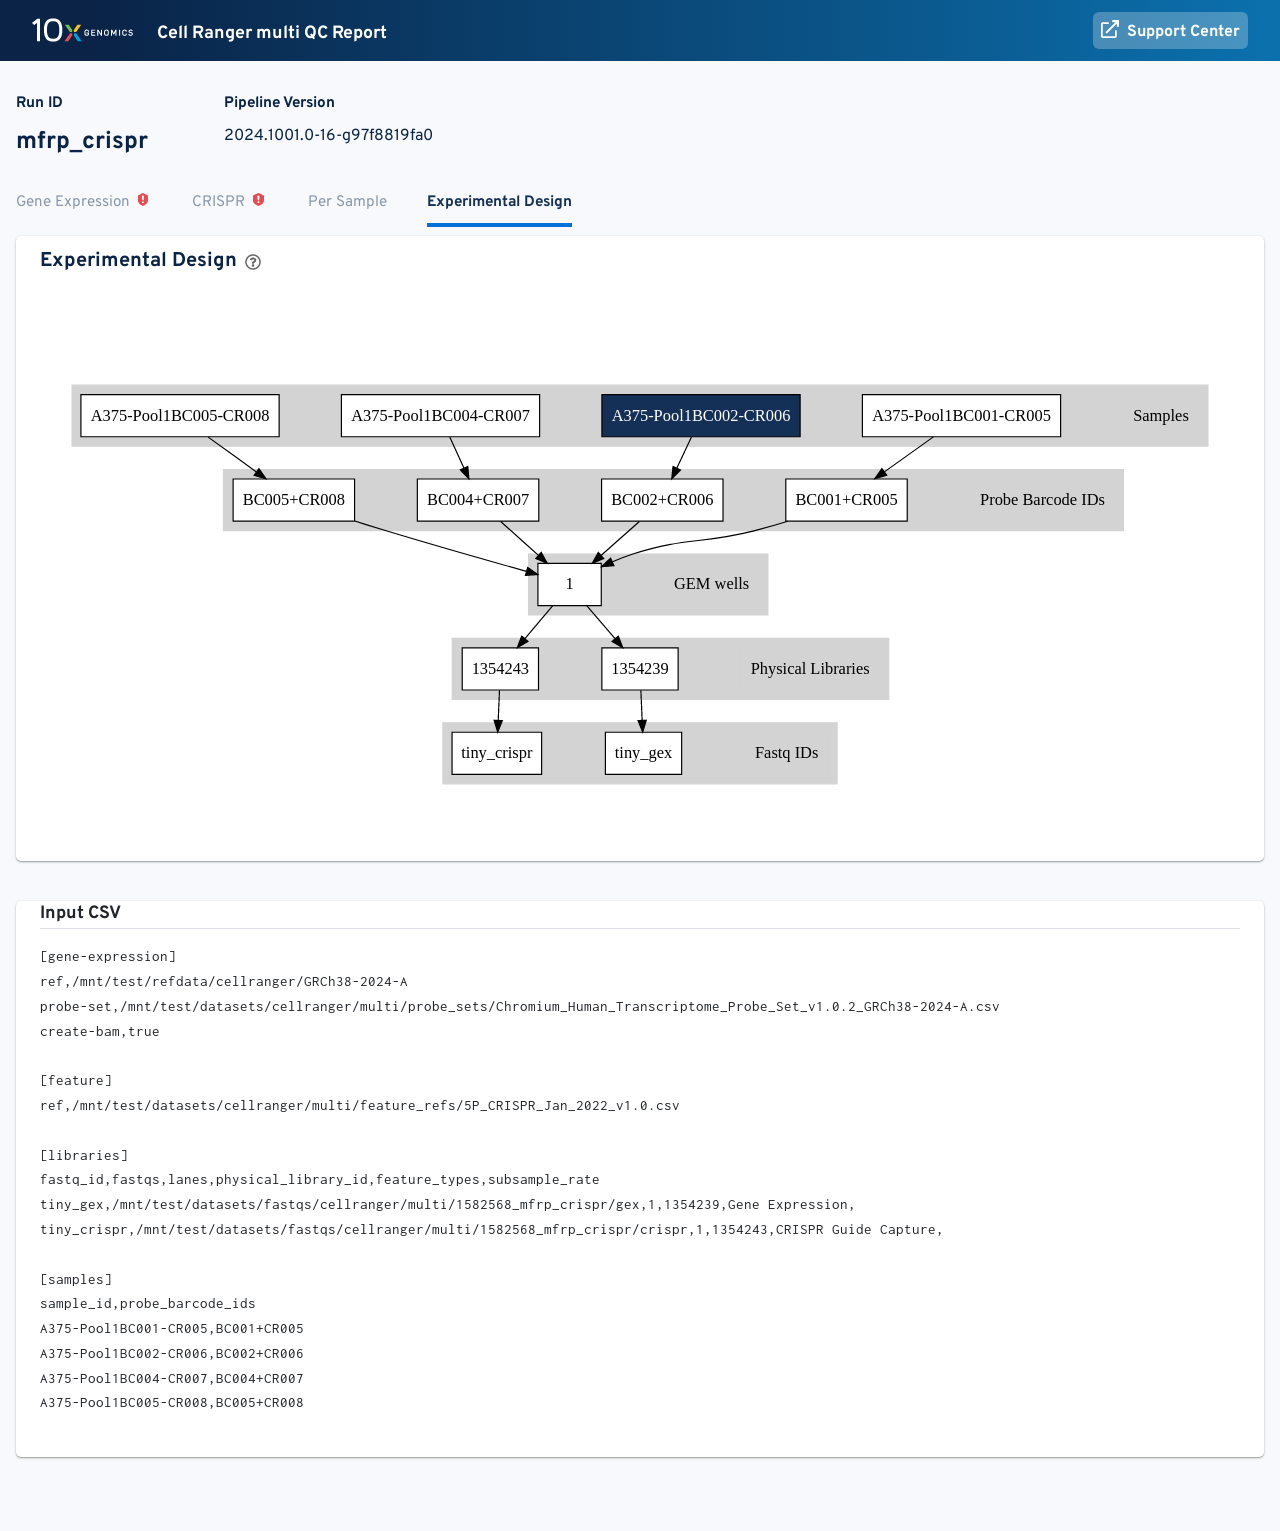 10x GENOMICS Cell Ranger multi QC Report Support Center
Run ID Pipeline Version
mfrp_crispr 2024.1001.0-16-g97f8819fa0
Gene Expression CRISPR Per Sample Experimental Design
Experimental Design ?
A375-Pool1BC005-CR008 A375-Pool1BC004-CR007 A375-Pool1BC002-CR006 A375-Pool1BC001-CR005 Samples
BC005+CR008 BC004+CR007 BC002+CR006 BC001+CR005 Probe Barcode IDs
1 GEM wells
1354243 1354239 Physical Libraries
tiny_crispr tiny_gex Fastq IDs
Input CSV
[gene-expression]
ref,/mnt/test/refdata/cellranger/GRCh38-2024-A
probe-set,/mnt/test/datasets/cellranger/multi/probe_sets/Chromium_Human_Transcriptome_Probe_Set_v1.0.2_GRCh38-2024-A.csv
create-bam,true
[feature]
ref,/mnt/test/datasets/cellranger/multi/feature_refs/5P_CRISPR_Jan_2022_v1.0.csv
[libraries]
fastq_id,fastqs,lanes,physical_library_id,feature_types,subsample_rate
tiny_gex,/mnt/test/datasets/fastqs/cellranger/multi/1582568_mfrp_crispr/gex,1,1354239,Gene Expression,
tiny_crispr,/mnt/test/datasets/fastqs/cellranger/multi/1582568_mfrp_crispr/crispr,1,1354243,CRISPR Guide Capture,
[samples]
sample_id,probe_barcode_ids
A375-Pool1BC001-CR005,BC001+CR005
A375-Pool1BC002-CR006,BC002+CR006
A375-Pool1BC004-CR007,BC004+CR007
A375-Pool1BC005-CR008,BC005+CR008